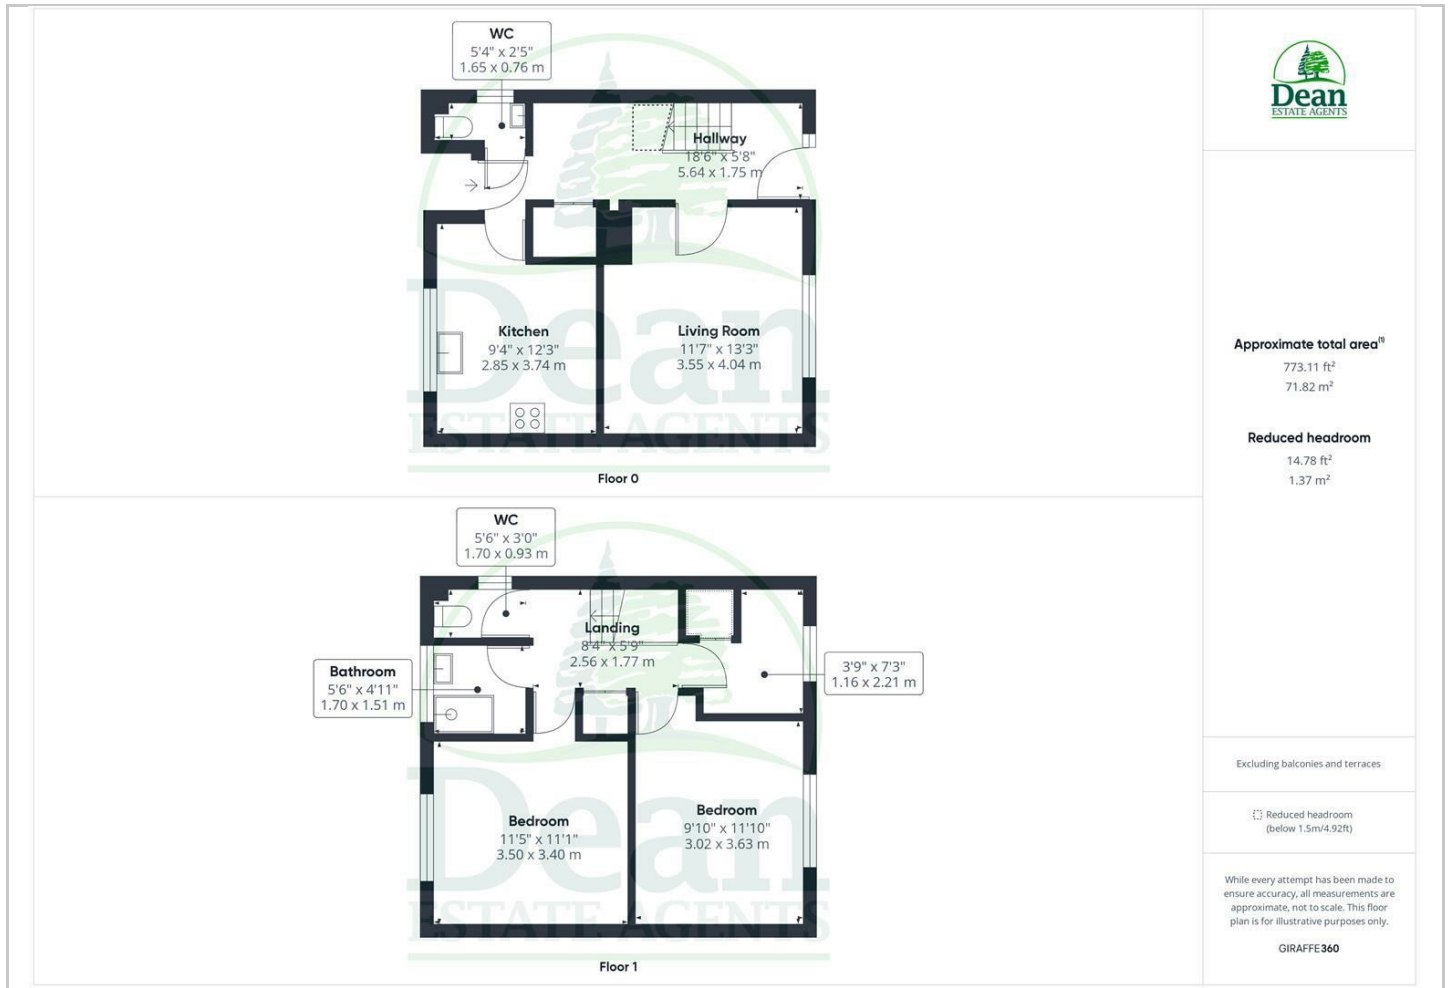 WC
5'4" x 2'5"
1.65 x 0.76 m
Hallway
18'6" x 5'8"
5.64 x 1.75 m
Kitchen
9'4" x 12'3"
2.85 x 3.74 m
Living Room
11'7" x 13'3"
3.55 x 4.04 m
Dean
ESTATE AGENTS
Floor 0
WC
5'6" x 3'0"
1.70 x 0.93 m
Landing
8'4" x 5'9"
2.56 x 1.77 m
Bathroom
5'6" x 4'11"
1.70 x 1.51 m
3'9" x 7'3"
1.16 x 2.21 m
Bedroom
11'5" x 11'1"
3.50 x 3.40 m
Bedroom
9'10" x 11'10"
3.02 x 3.63 m
Dean
ESTATE AGENTS
Floor 1
Dean
ESTATE AGENTS
Approximate total area(1)
773.11 ft²
71.82 m²
Reduced headroom
14.78 ft²
1.37 m²
Excluding balconies and terraces
Reduced headroom
(below 1.5m/4.92ft)
While every attempt has been made to
ensure accuracy, all measurements are
approximate, not to scale. This floor
plan is for illustrative purposes only.
GIRAFFE360